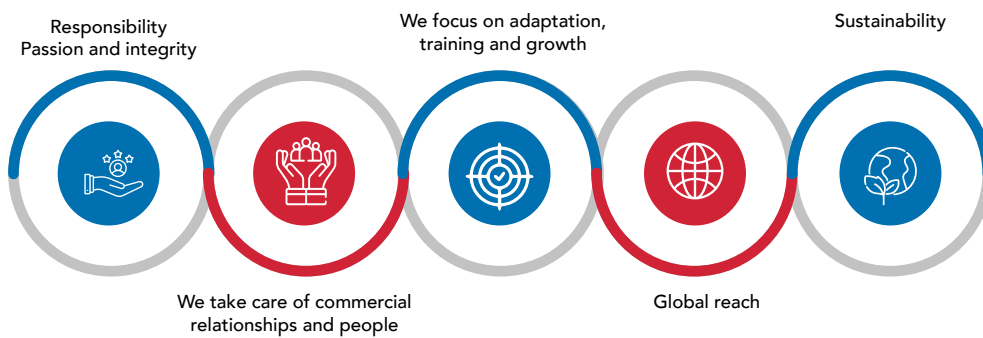 Responsibility
Passion and integrity
We take care of commercial
relationships and people
We focus on adaptation,
training and growth
Global reach
Sustainability